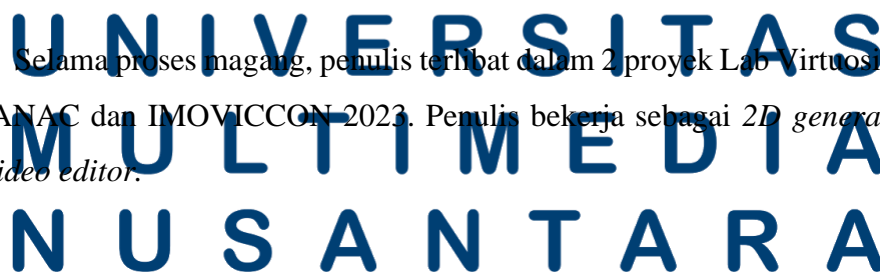 UNIVERSITAS
Selama proses magang, penulis terlibat dalam 2 proyek Lab Virtuosi
ANAC dan IMOVICCON 2023. Penulis bekerja sebagai 2D genera
MULTIMEDIA
ideo editor.
NUSANTARA